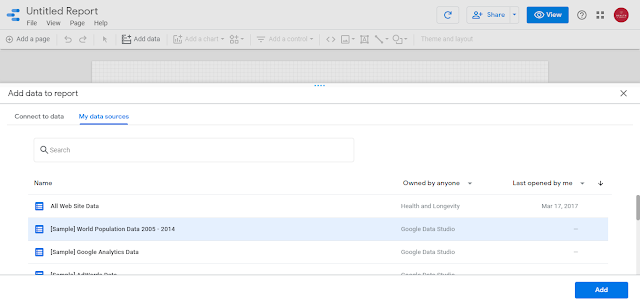 Untitled Report
File View Page Help
Share
View
Add a page
Add data
Add a chart
Add a control
Theme and layout
Add data to report
Connect to data
My data sources
Search
Name Owned by anyone Last opened by me
All Web Site Data Health and Longevity Mar 17, 2017
[Sample] World Population Data 2005 - 2014 Google Data Studio –
[Sample] Google Analytics Data Google Data Studio –
[Sample] AdWords Data Google Data Studio
Add